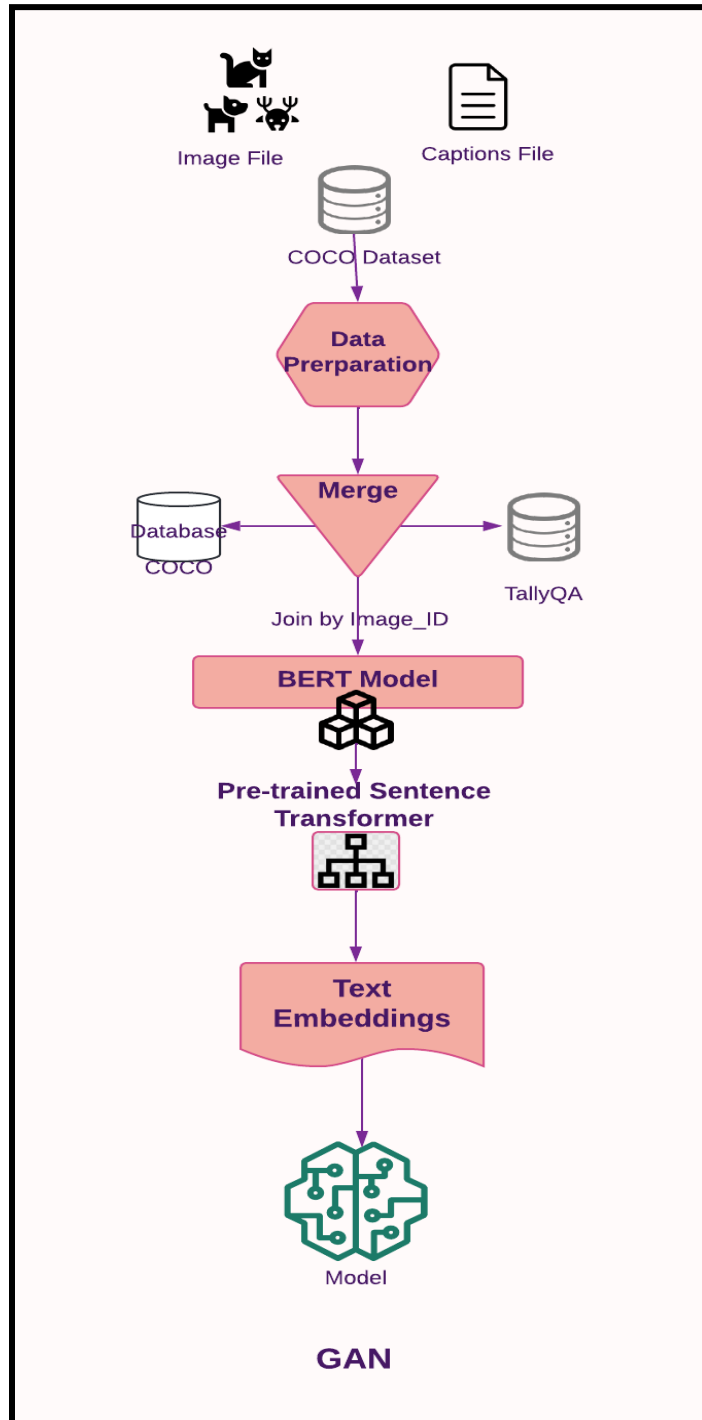 Image File
Captions File
COCO Dataset
Data
Prerparation
Merge
Database
COCO
TallyQA
Join by Image_ID
BERT Model
Pre-trained Sentence
Transformer
Text
Embeddings
Model
GAN